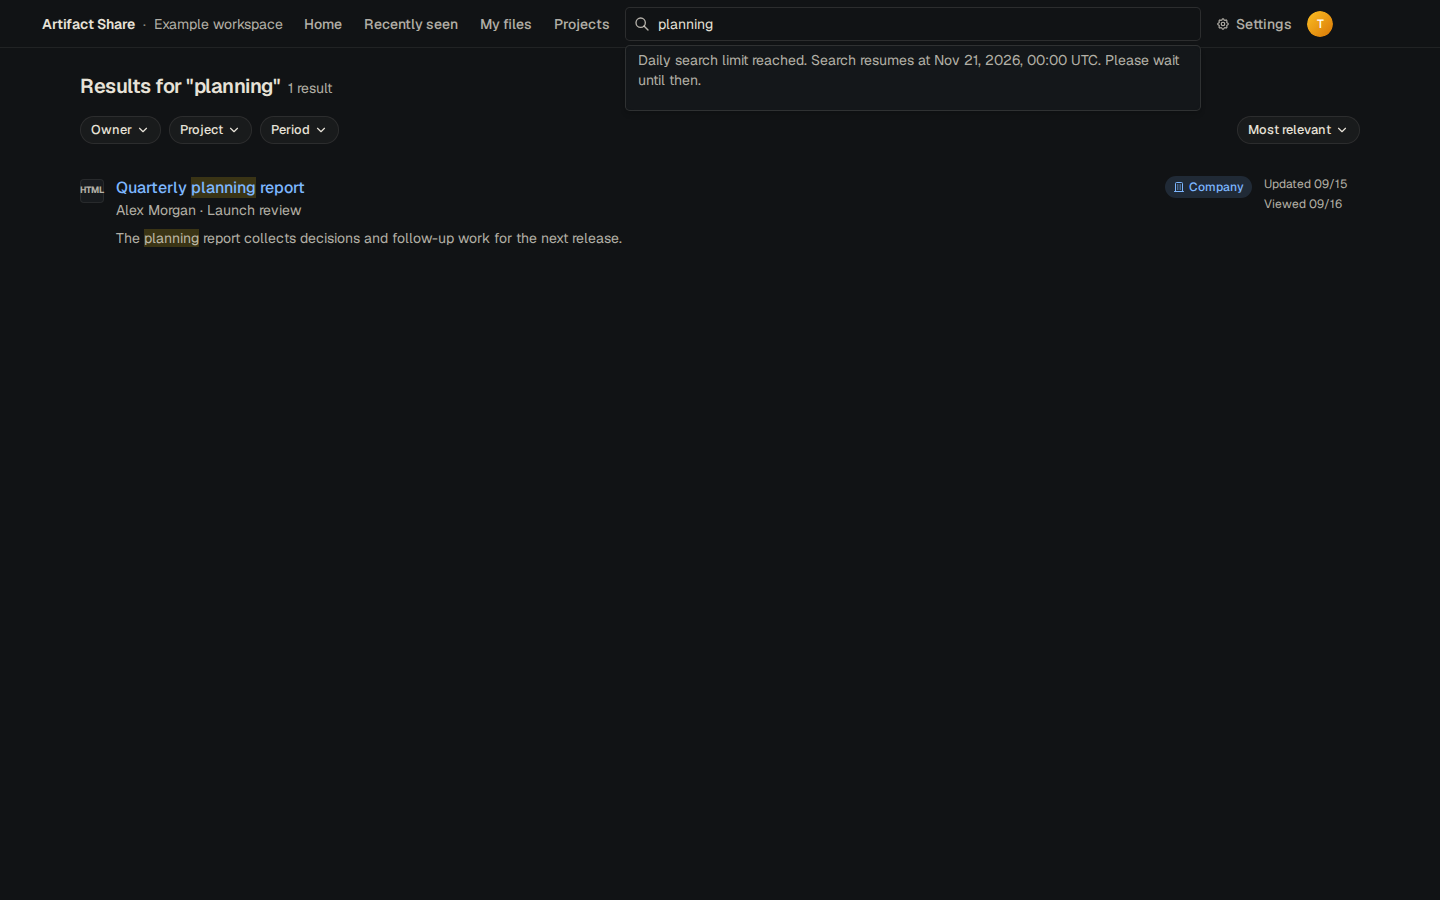 Artifact Share · Example workspace Home Recently seen My files Projects planning Settings T
Daily search limit reached. Search resumes at Nov 21, 2026, 00:00 UTC. Please wait
until then.
Results for "planning" 1 result
Owner Project Period Most relevant
HTML Quarterly planning report Company Updated 09/15
Alex Morgan · Launch review Viewed 09/16
The planning report collects decisions and follow-up work for the next release.